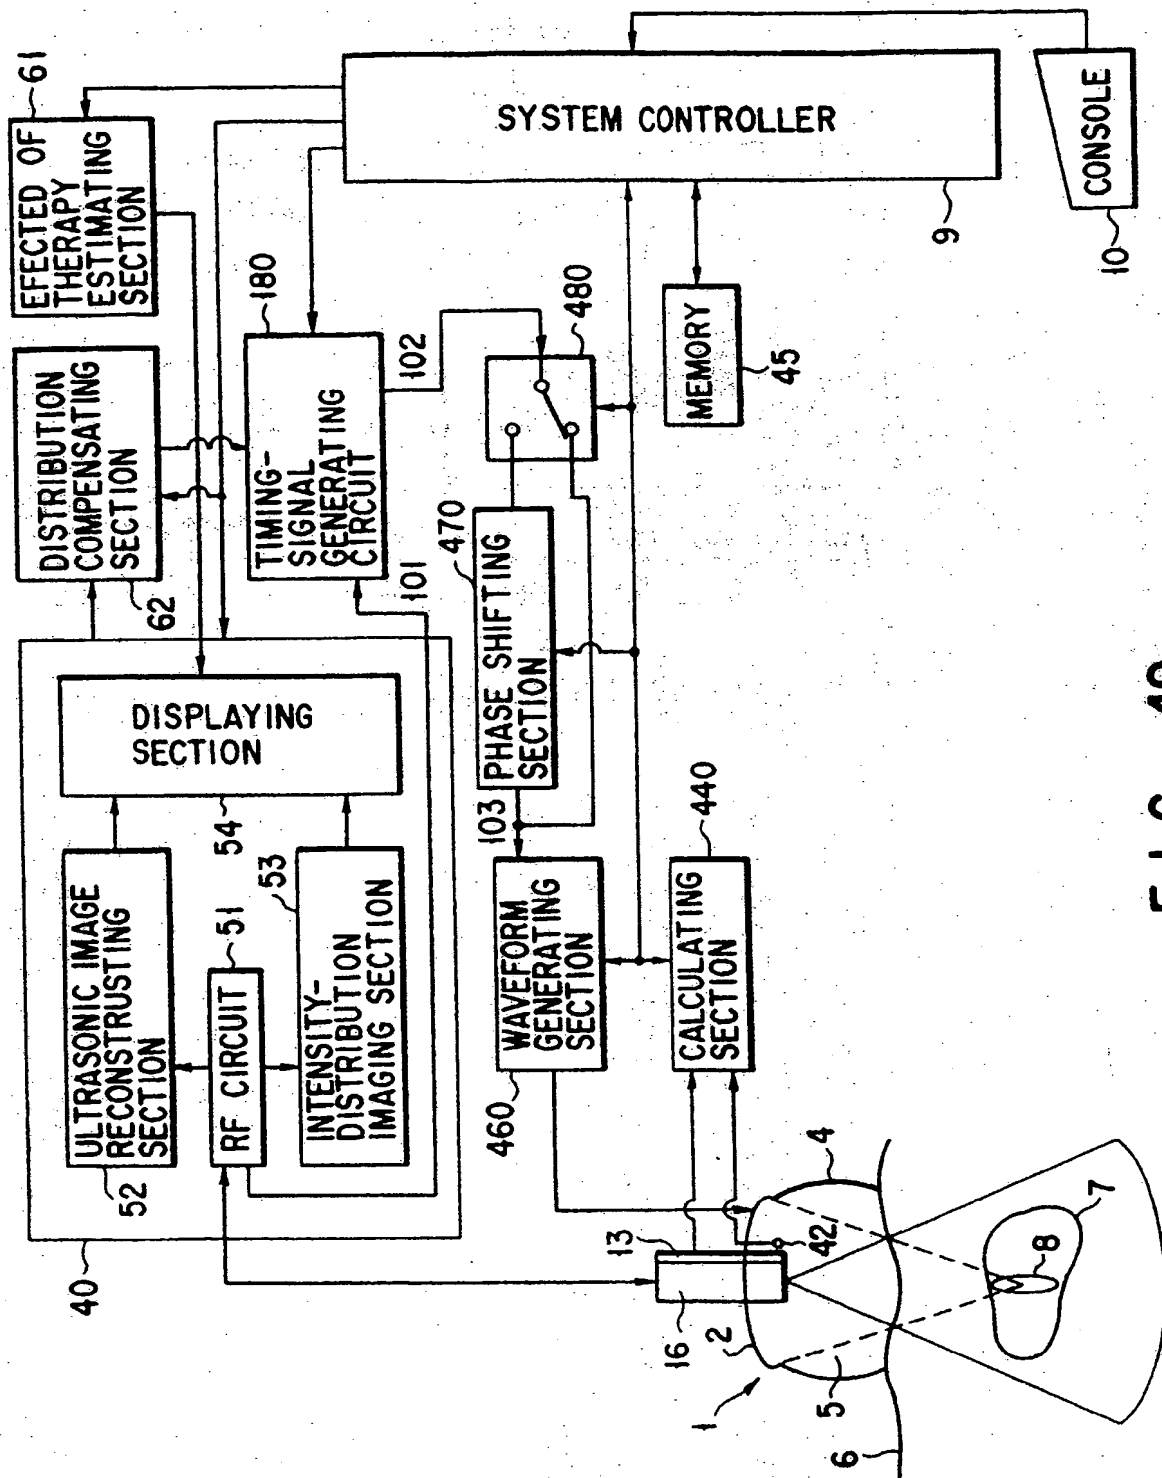 EFECTED OF
THERAPY
ESTIMATING
SECTION
61
DISTRIBUTION
COMPENSATING
SECTION
62
TIMING-
SIGNAL
GENERATING
CIRCUIT
180
101
102
SYSTEM CONTROLLER
9
CONSOLE
10
MEMORY
45
480
PHASE SHIFTING
SECTION
470
103
DISPLAYING
SECTION
54
ULTRASONIC IMAGE
RECONSTRUSTING
SECTION
52
RF CIRCUIT
51
INTENSITY-
DISTRIBUTION
IMAGING SECTION
53
40
WAVEFORM
GENERATING
SECTION
460
CALCULATING
SECTION
440
13
16
2
1
42
4
5
6
7
8